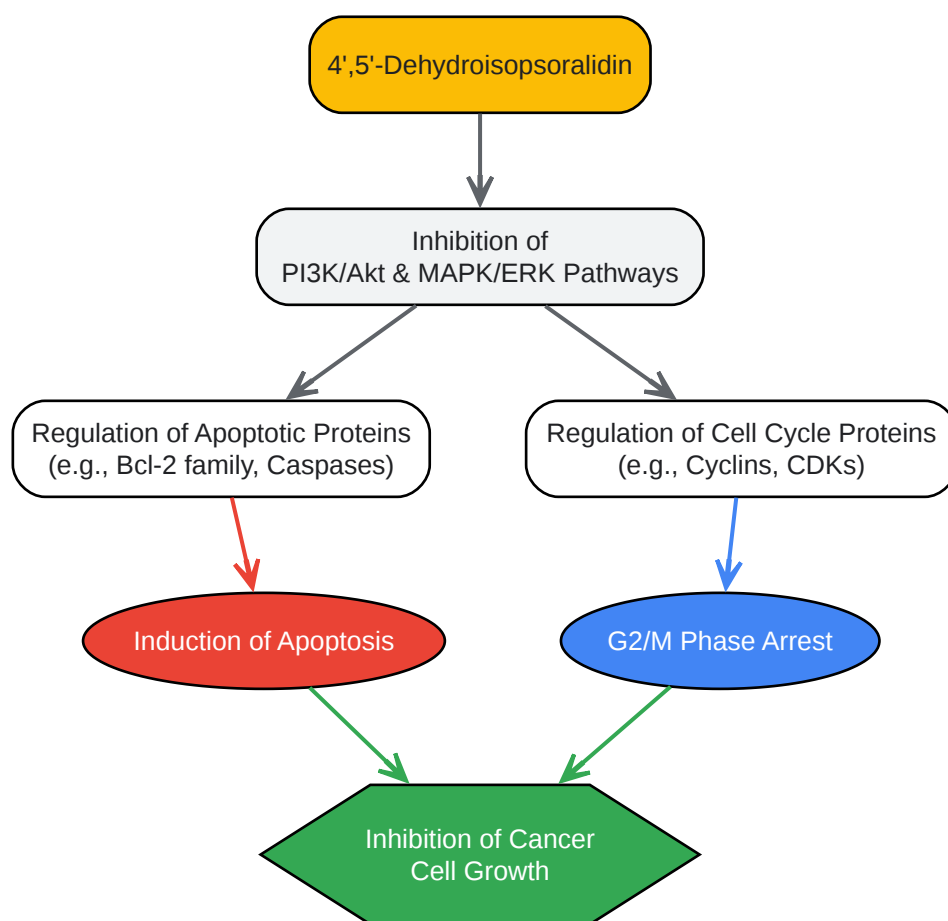 4',5'-Dehydroisopsoralidin
Inhibition of
PI3K/Akt & MAPK/ERK Pathways
Regulation of Apoptotic Proteins
(e.g., Bcl-2 family, Caspases)
Regulation of Cell Cycle Proteins
(e.g., Cyclins, CDKs)
Induction of Apoptosis
G2/M Phase Arrest
Inhibition of Cancer
Cell Growth